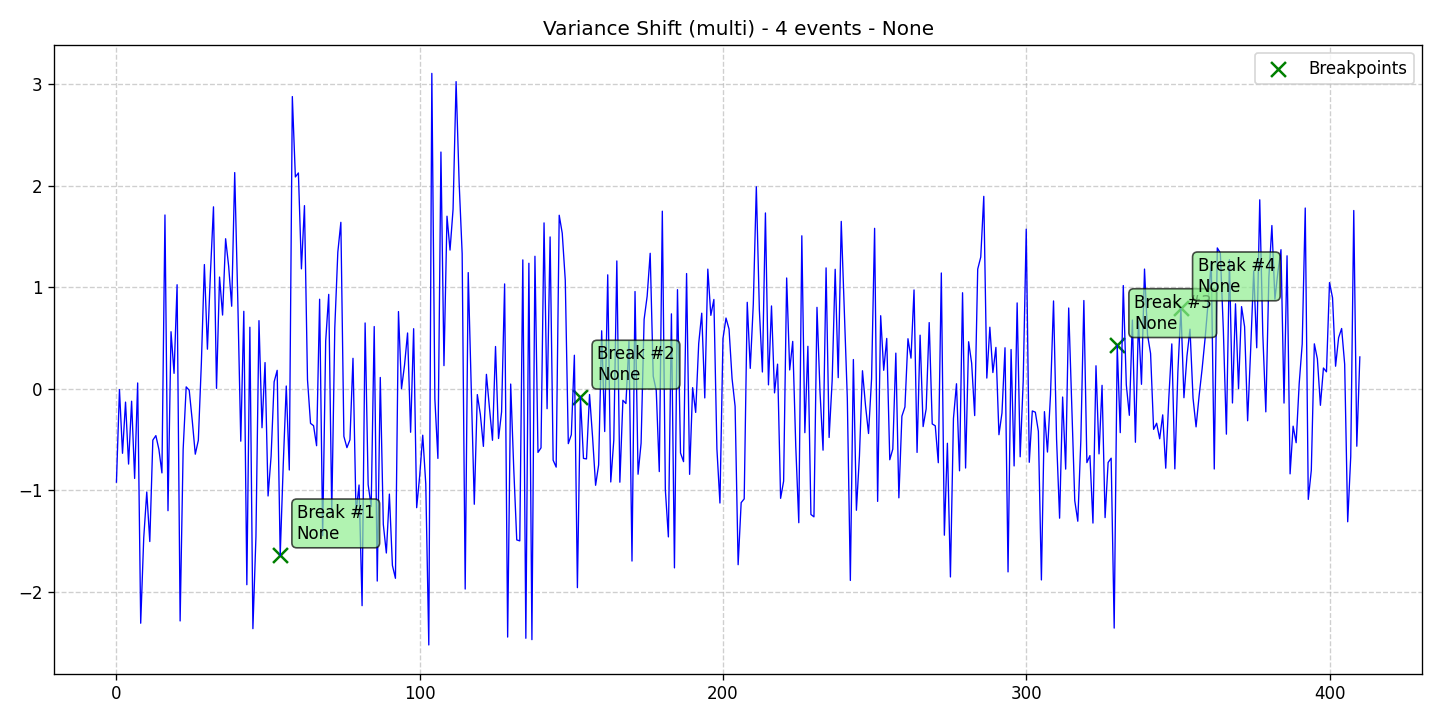 Variance Shift (multi) - 4 events - None
Breakpoints
3
2
1
0
−1
−2
Break #1
None
Break #2
None
Break #3
None
Break #4
None
0
100
200
300
400